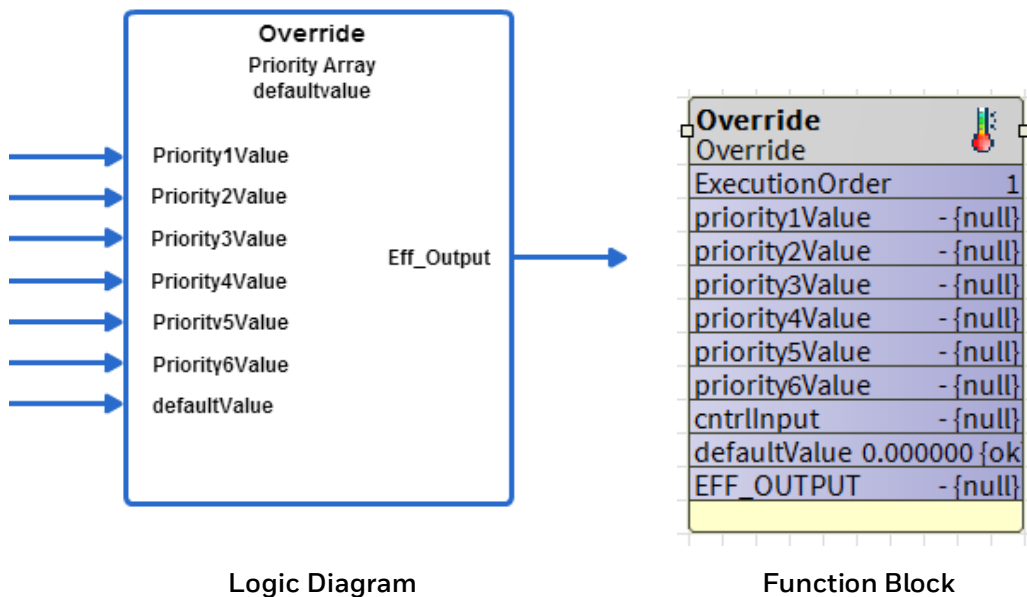 Override
Priority Array
defaultvalue
Priority1Value
Priority2Value
Priority3Value
Priority4Value
Priority5Value
Priority6Value
defaultValue
Eff_Output
Override
Override
ExecutionOrder 1
priority1Value - {null}
priority2Value - {null}
priority3Value - {null}
priority4Value - {null}
priority5Value - {null}
priority6Value - {null}
cntrlInput - {null}
defaultValue 0.000000 {ok
EFF_OUTPUT - {null}
Logic Diagram
Function Block